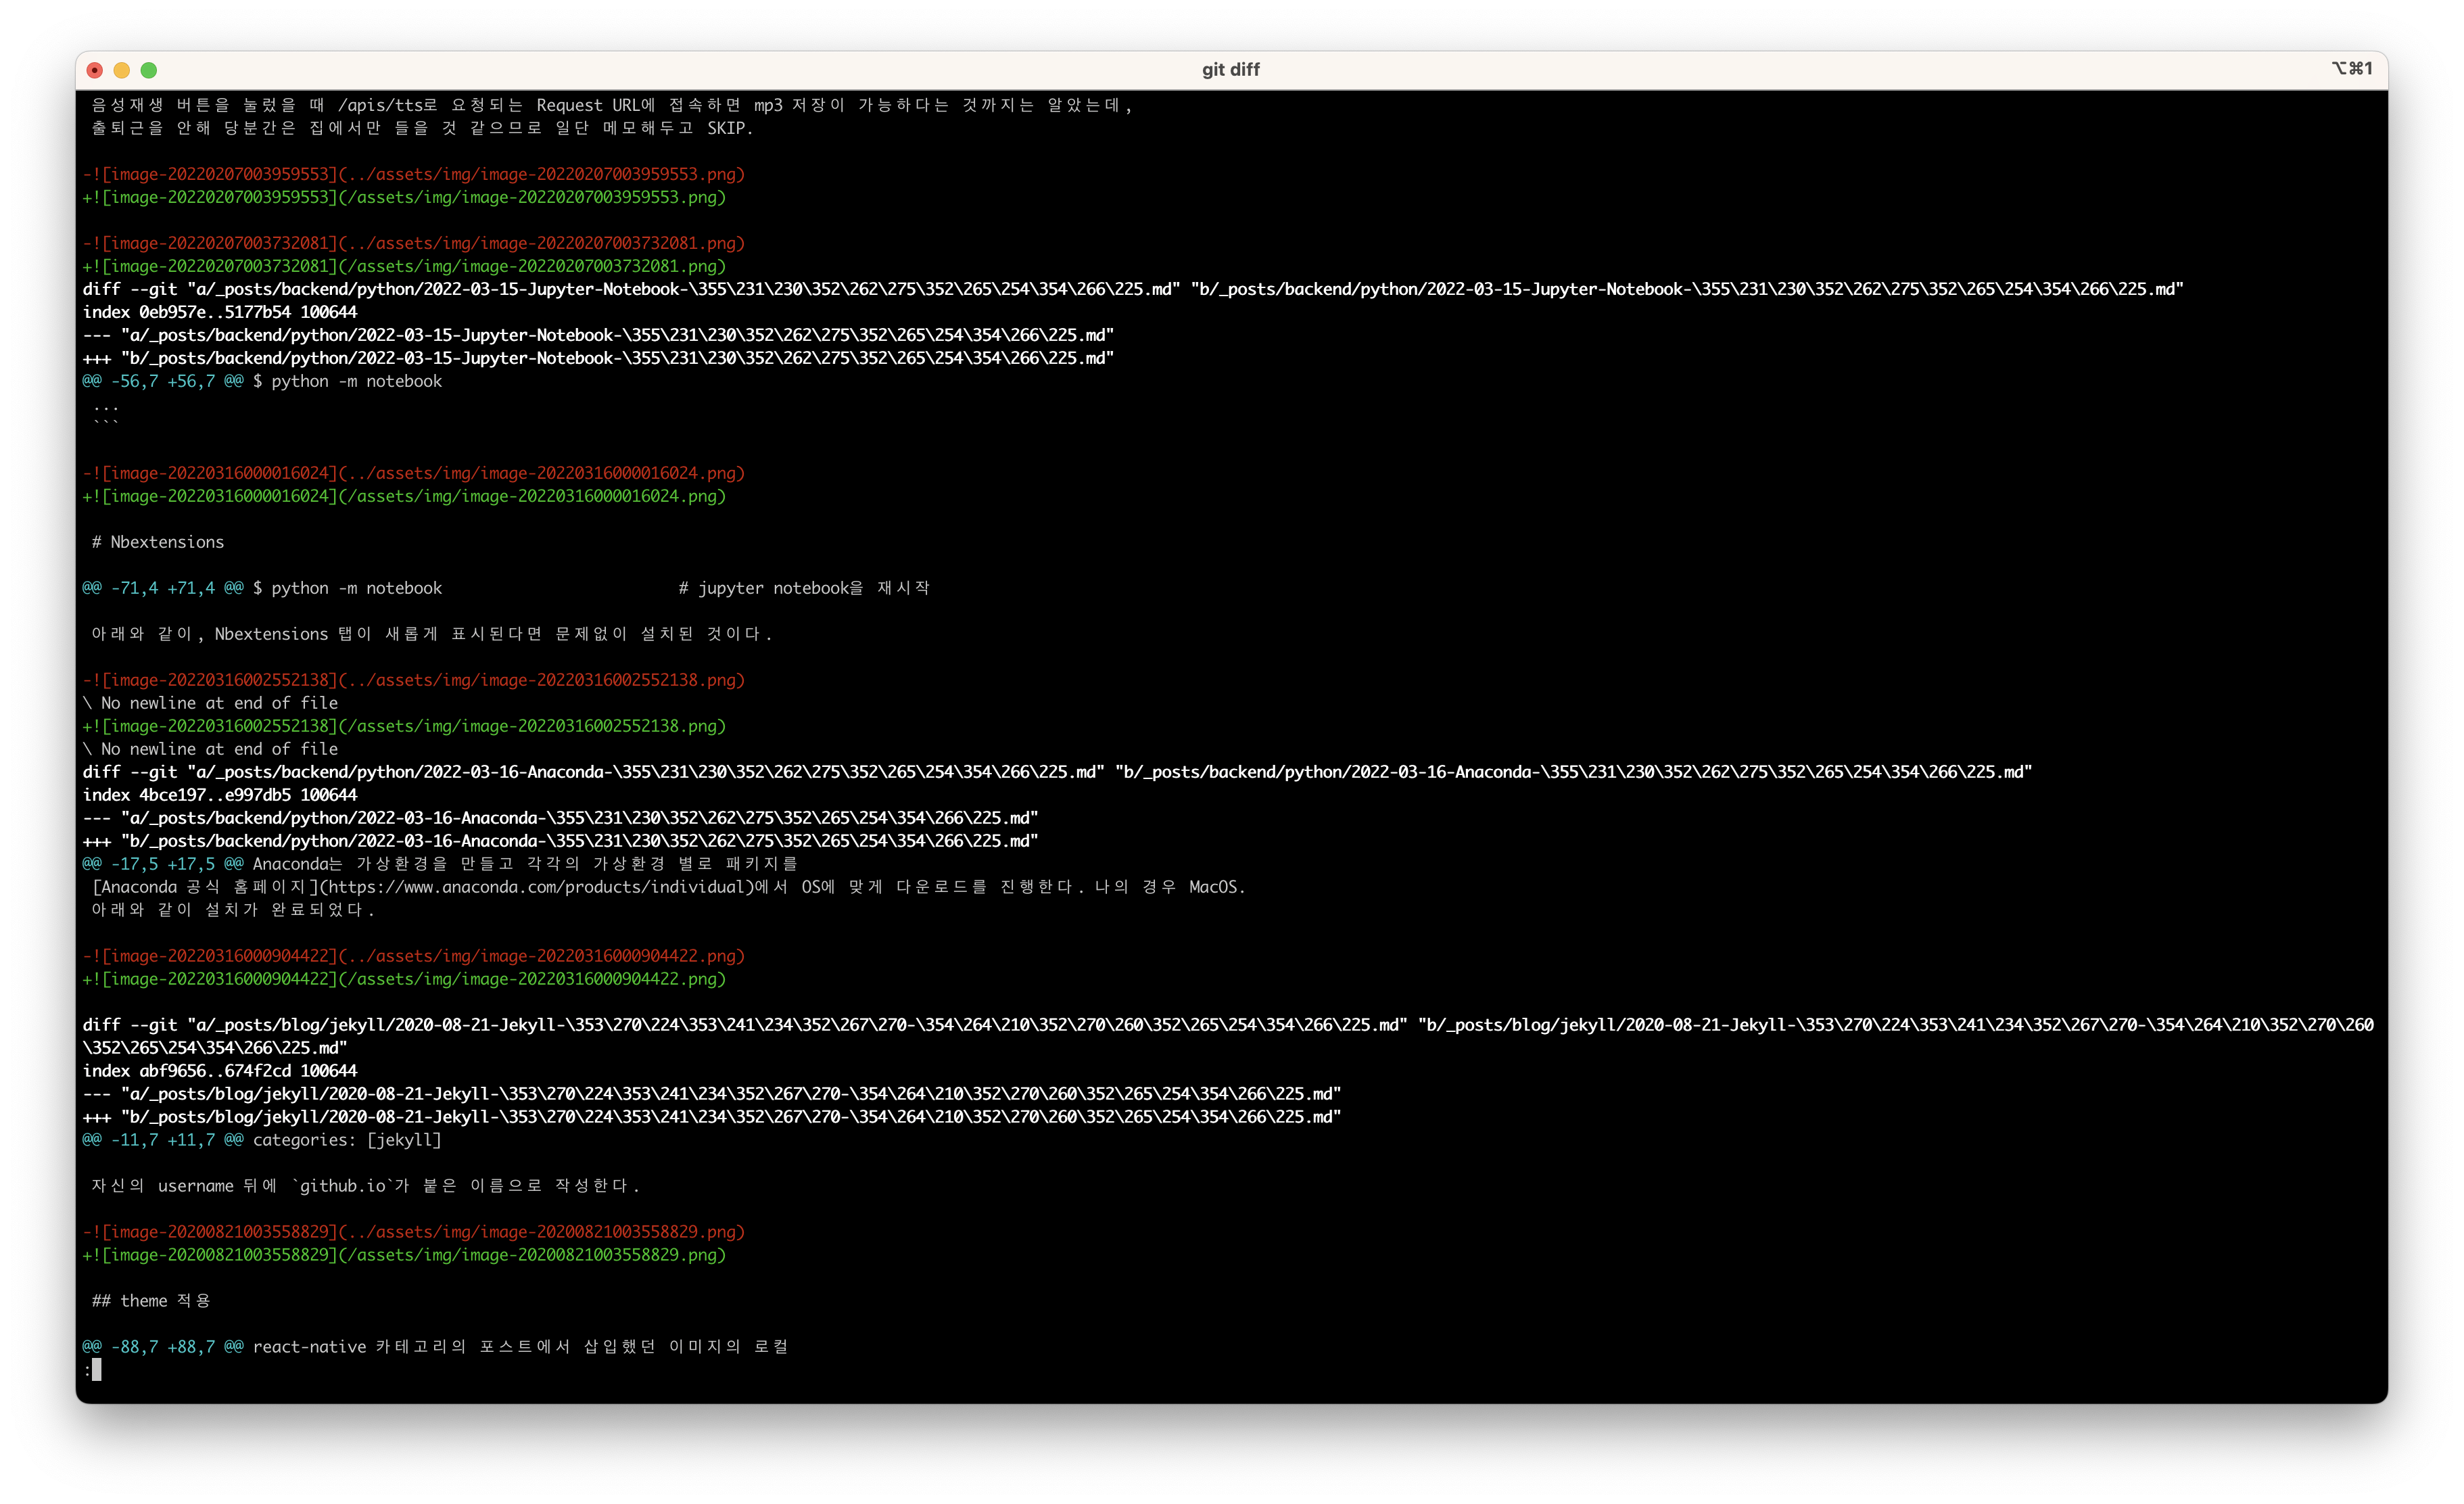 git diff
⌥⌘1
음성재생 버튼을 눌렀을 때 /apis/tts로 요청되는 Request URL에 접속하면 mp3 저장이 가능하다는 것까지는 알았는데,
출퇴근을 안해 당분간은 집에서만 들을 것 같으므로 일단 메모해두고 SKIP.
-![image-20220207003959553](../assets/img/image-20220207003959553.png)
+![image-20220207003959553](/assets/img/image-20220207003959553.png)
-![image-20220207003732081](../assets/img/image-20220207003732081.png)
+![image-20220207003732081](/assets/img/image-20220207003732081.png)
diff --git "a/_posts/backend/python/2022-03-15-Jupyter-Notebook-\355\231\230\352\262\275\352\265\254\354\266\225.md" "b/_posts/backend/python/2022-03-15-Jupyter-Notebook-\355\231\230\352\262\275\352\265\254\354\266\225.md"
index 0eb957e..5177b54 100644
--- "a/_posts/backend/python/2022-03-15-Jupyter-Notebook-\355\231\230\352\262\275\352\265\254\354\266\225.md"
+++ "b/_posts/backend/python/2022-03-15-Jupyter-Notebook-\355\231\230\352\262\275\352\265\254\354\266\225.md"
@@ -56,7 +56,7 @@ $ python -m notebook
...
```
-![image-20220316000016024](../assets/img/image-20220316000016024.png)
+![image-20220316000016024](/assets/img/image-20220316000016024.png)
# Nbextensions
@@ -71,4 +71,4 @@ $ python -m notebook # jupyter notebook을 재시작
아래와 같이, Nbextensions 탭이 새롭게 표시된다면 문제없이 설치된 것이다.
-![image-20220316002552138](../assets/img/image-20220316002552138.png)
\ No newline at end of file
+![image-20220316002552138](/assets/img/image-20220316002552138.png)
\ No newline at end of file
diff --git "a/_posts/backend/python/2022-03-16-Anaconda-\355\231\230\352\262\275\352\265\254\354\266\225.md" "b/_posts/backend/python/2022-03-16-Anaconda-\355\231\230\352\262\275\352\265\254\354\266\225.md"
index 4bce197..e997db5 100644
--- "a/_posts/backend/python/2022-03-16-Anaconda-\355\231\230\352\262\275\352\265\254\354\266\225.md"
+++ "b/_posts/backend/python/2022-03-16-Anaconda-\355\231\230\352\262\275\352\265\254\354\266\225.md"
@@ -17,5 +17,5 @@ Anaconda는 가상환경을 만들고 각각의 가상환경 별로 패키지를
[Anaconda 공식 홈페이지](https://www.anaconda.com/products/individual)에서 OS에 맞게 다운로드를 진행한다. 나의 경우 MacOS.
아래와 같이 설치가 완료되었다.
-![image-20220316000904422](../assets/img/image-20220316000904422.png)
+![image-20220316000904422](/assets/img/image-20220316000904422.png)
diff --git "a/_posts/blog/jekyll/2020-08-21-Jekyll-\353\270\224\353\241\234\352\267\270-\354\264\210\352\270\260\352\265\254\354\266\225.md" "b/_posts/blog/jekyll/2020-08-21-Jekyll-\353\270\224\353\241\234\352\267\270-\354\264\210\352\270\260
\352\265\254\354\266\225.md"
index abf9656..674f2cd 100644
--- "a/_posts/blog/jekyll/2020-08-21-Jekyll-\353\270\224\353\241\234\352\267\270-\354\264\210\352\270\260\352\265\254\354\266\225.md"
+++ "b/_posts/blog/jekyll/2020-08-21-Jekyll-\353\270\224\353\241\234\352\267\270-\354\264\210\352\270\260\352\265\254\354\266\225.md"
@@ -11,7 +11,7 @@ categories: [jekyll]
자신의 username 뒤에 `github.io`가 붙은 이름으로 작성한다.
-![image-20200821003558829](../assets/img/image-20200821003558829.png)
+![image-20200821003558829](/assets/img/image-20200821003558829.png)
## theme 적용
@@ -88,7 +88,7 @@ react-native 카테고리의 포스트에서 삽입했던 이미지의 로컬
: